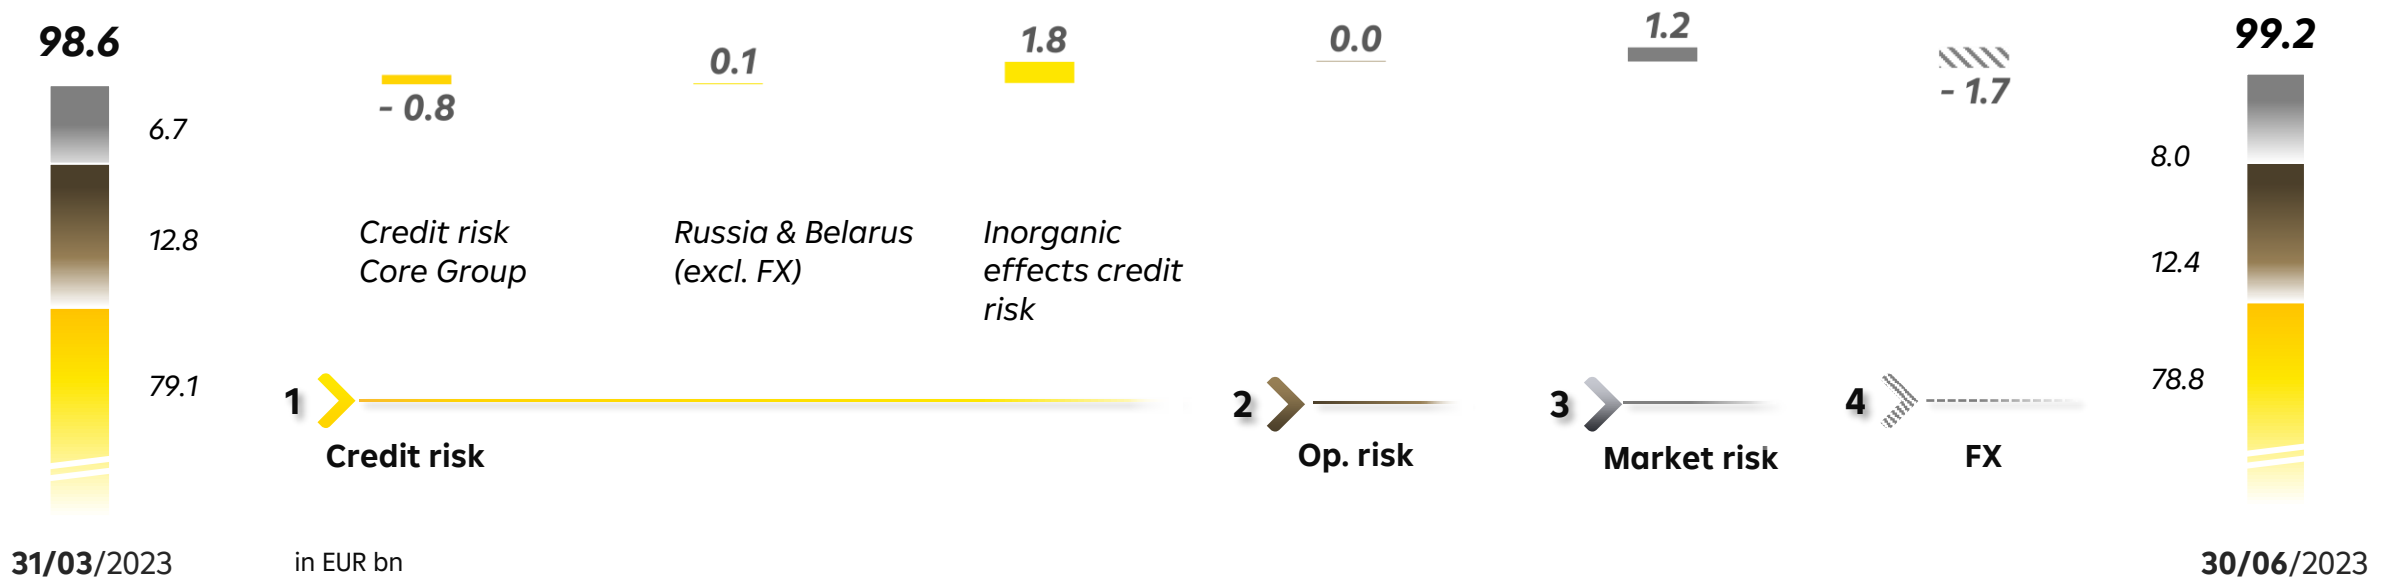 98.6
6.7
12.8
79.1
31/03/2023
- 0.8
0.1
1.8
0.0
1.2
- 1.7
Credit risk
Core Group
Russia & Belarus
(excl. FX)
Inorganic
effects credit
risk
1
Credit risk
2
Op. risk
3
Market risk
4
FX
in EUR bn
99.2
8.0
12.4
78.8
30/06/2023